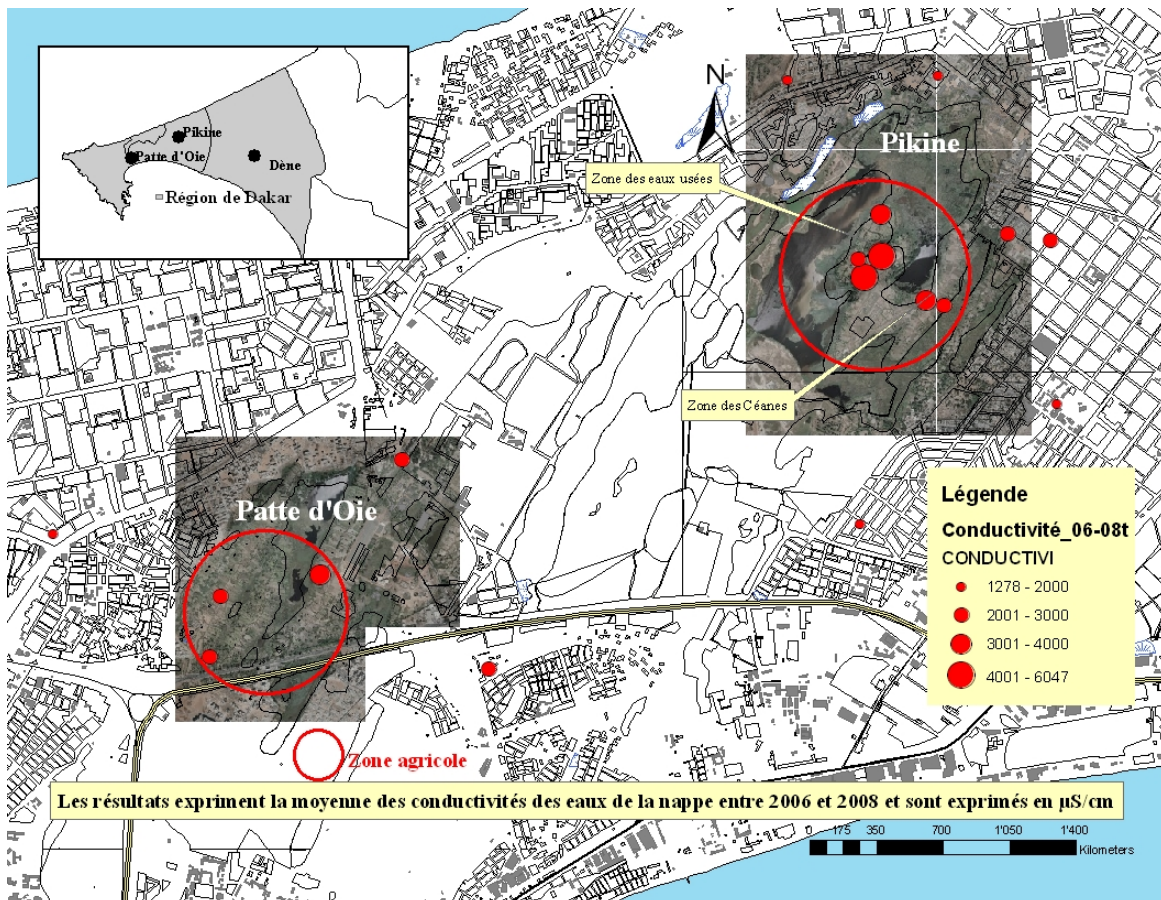 Pikine
Patte d'Oie
Dène
Région de Dakar
N
Pikine
Zone des eaux usées
Zone des Céanes
Patte d'Oie
Légende
Conductivité_06-08t
CONDUCTIVI
1278 - 2000
2001 - 3000
3001 - 4000
4001 - 6047
Zone agricole
Les résultats expriment la moyenne des conductivités des eaux de la nappe entre 2006 et 2008 et sont exprimés en µS/cm
0 175 350 700 1'050 1'400
Kilometers